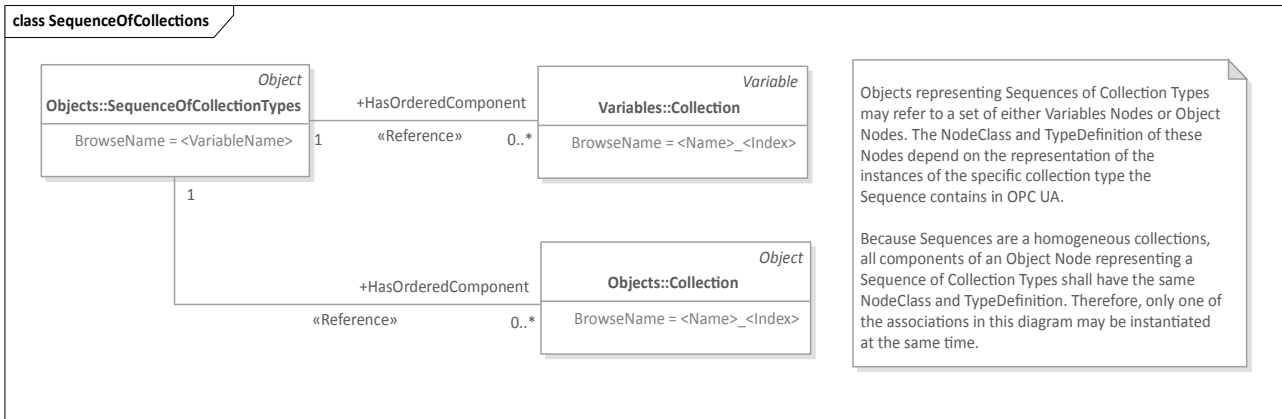 class SequenceOfCollections
Object
Objects::SequenceOfCollectionTypes
BrowseName = <VariableName>
1
+HasOrderedComponent
«Reference»
0..*
Variable
Variables::Collection
BrowseName = <Name>_<Index>
1
+HasOrderedComponent
«Reference»
0..*
Object
Objects::Collection
BrowseName = <Name>_<Index>
Objects representing Sequences of Collection Types
may refer to a set of either Variables Nodes or Object
Nodes. The NodeClass and TypeDefinition of these
Nodes depend on the representation of the
instances of the specific collection type the
Sequence contains in OPC UA.
Because Sequences are a homogeneous collections,
all components of an Object Node representing a
Sequence of Collection Types shall have the same
NodeClass and TypeDefinition. Therefore, only one of
the associations in this diagram may be instantiated
at the same time.